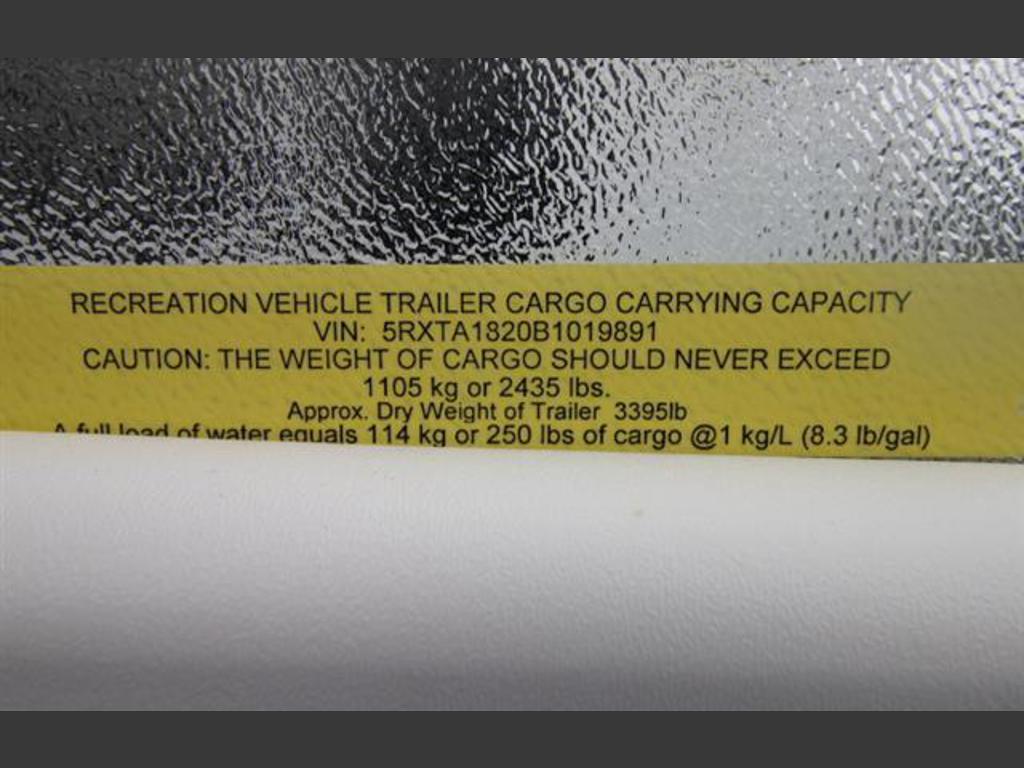 RECREATION VEHICLE TRAILER CARGO CARRYING CAPACITY
VIN: 5RXTA1820B1019891
CAUTION: THE WEIGHT OF CARGO SHOULD NEVER EXCEED
1105 kg or 2435 lbs.
Approx. Dry Weight of Trailer 3395lb
A full load of water equals 114 kg or 250 lbs of cargo @1 kg/L (8.3 lb/gal)